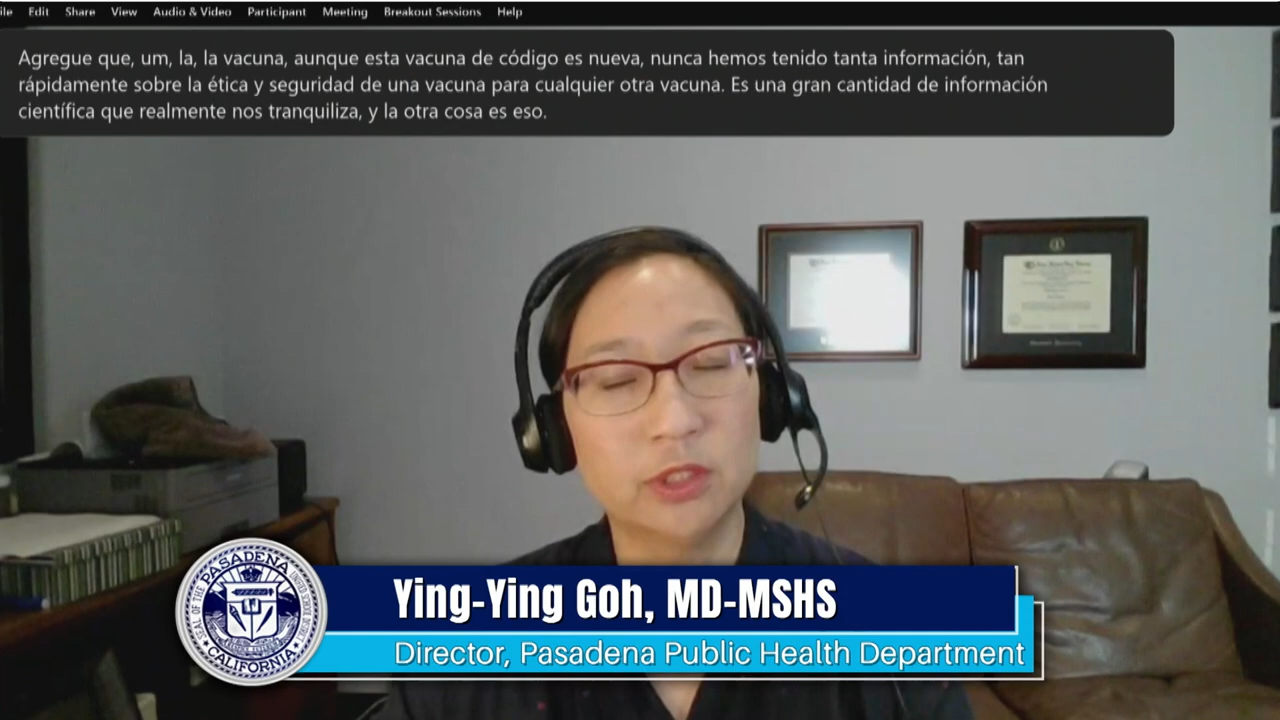 ile Edit Share View Audio & Video Participant Meeting Breakout Sessions Help
Agregue que, um, la, la vacuna, aunque esta vacuna de código es nueva, nunca hemos tenido tanta información, tan
rápidamente sobre la ética y seguridad de una vacuna para cualquier otra vacuna. Es una gran cantidad de información
científica que realmente nos tranquiliza, y la otra cosa es eso.
PASADENA
SEAL OF THE
CALIFORNIA
Ying-Ying Goh, MD-MSHS
Director, Pasadena Public Health Department